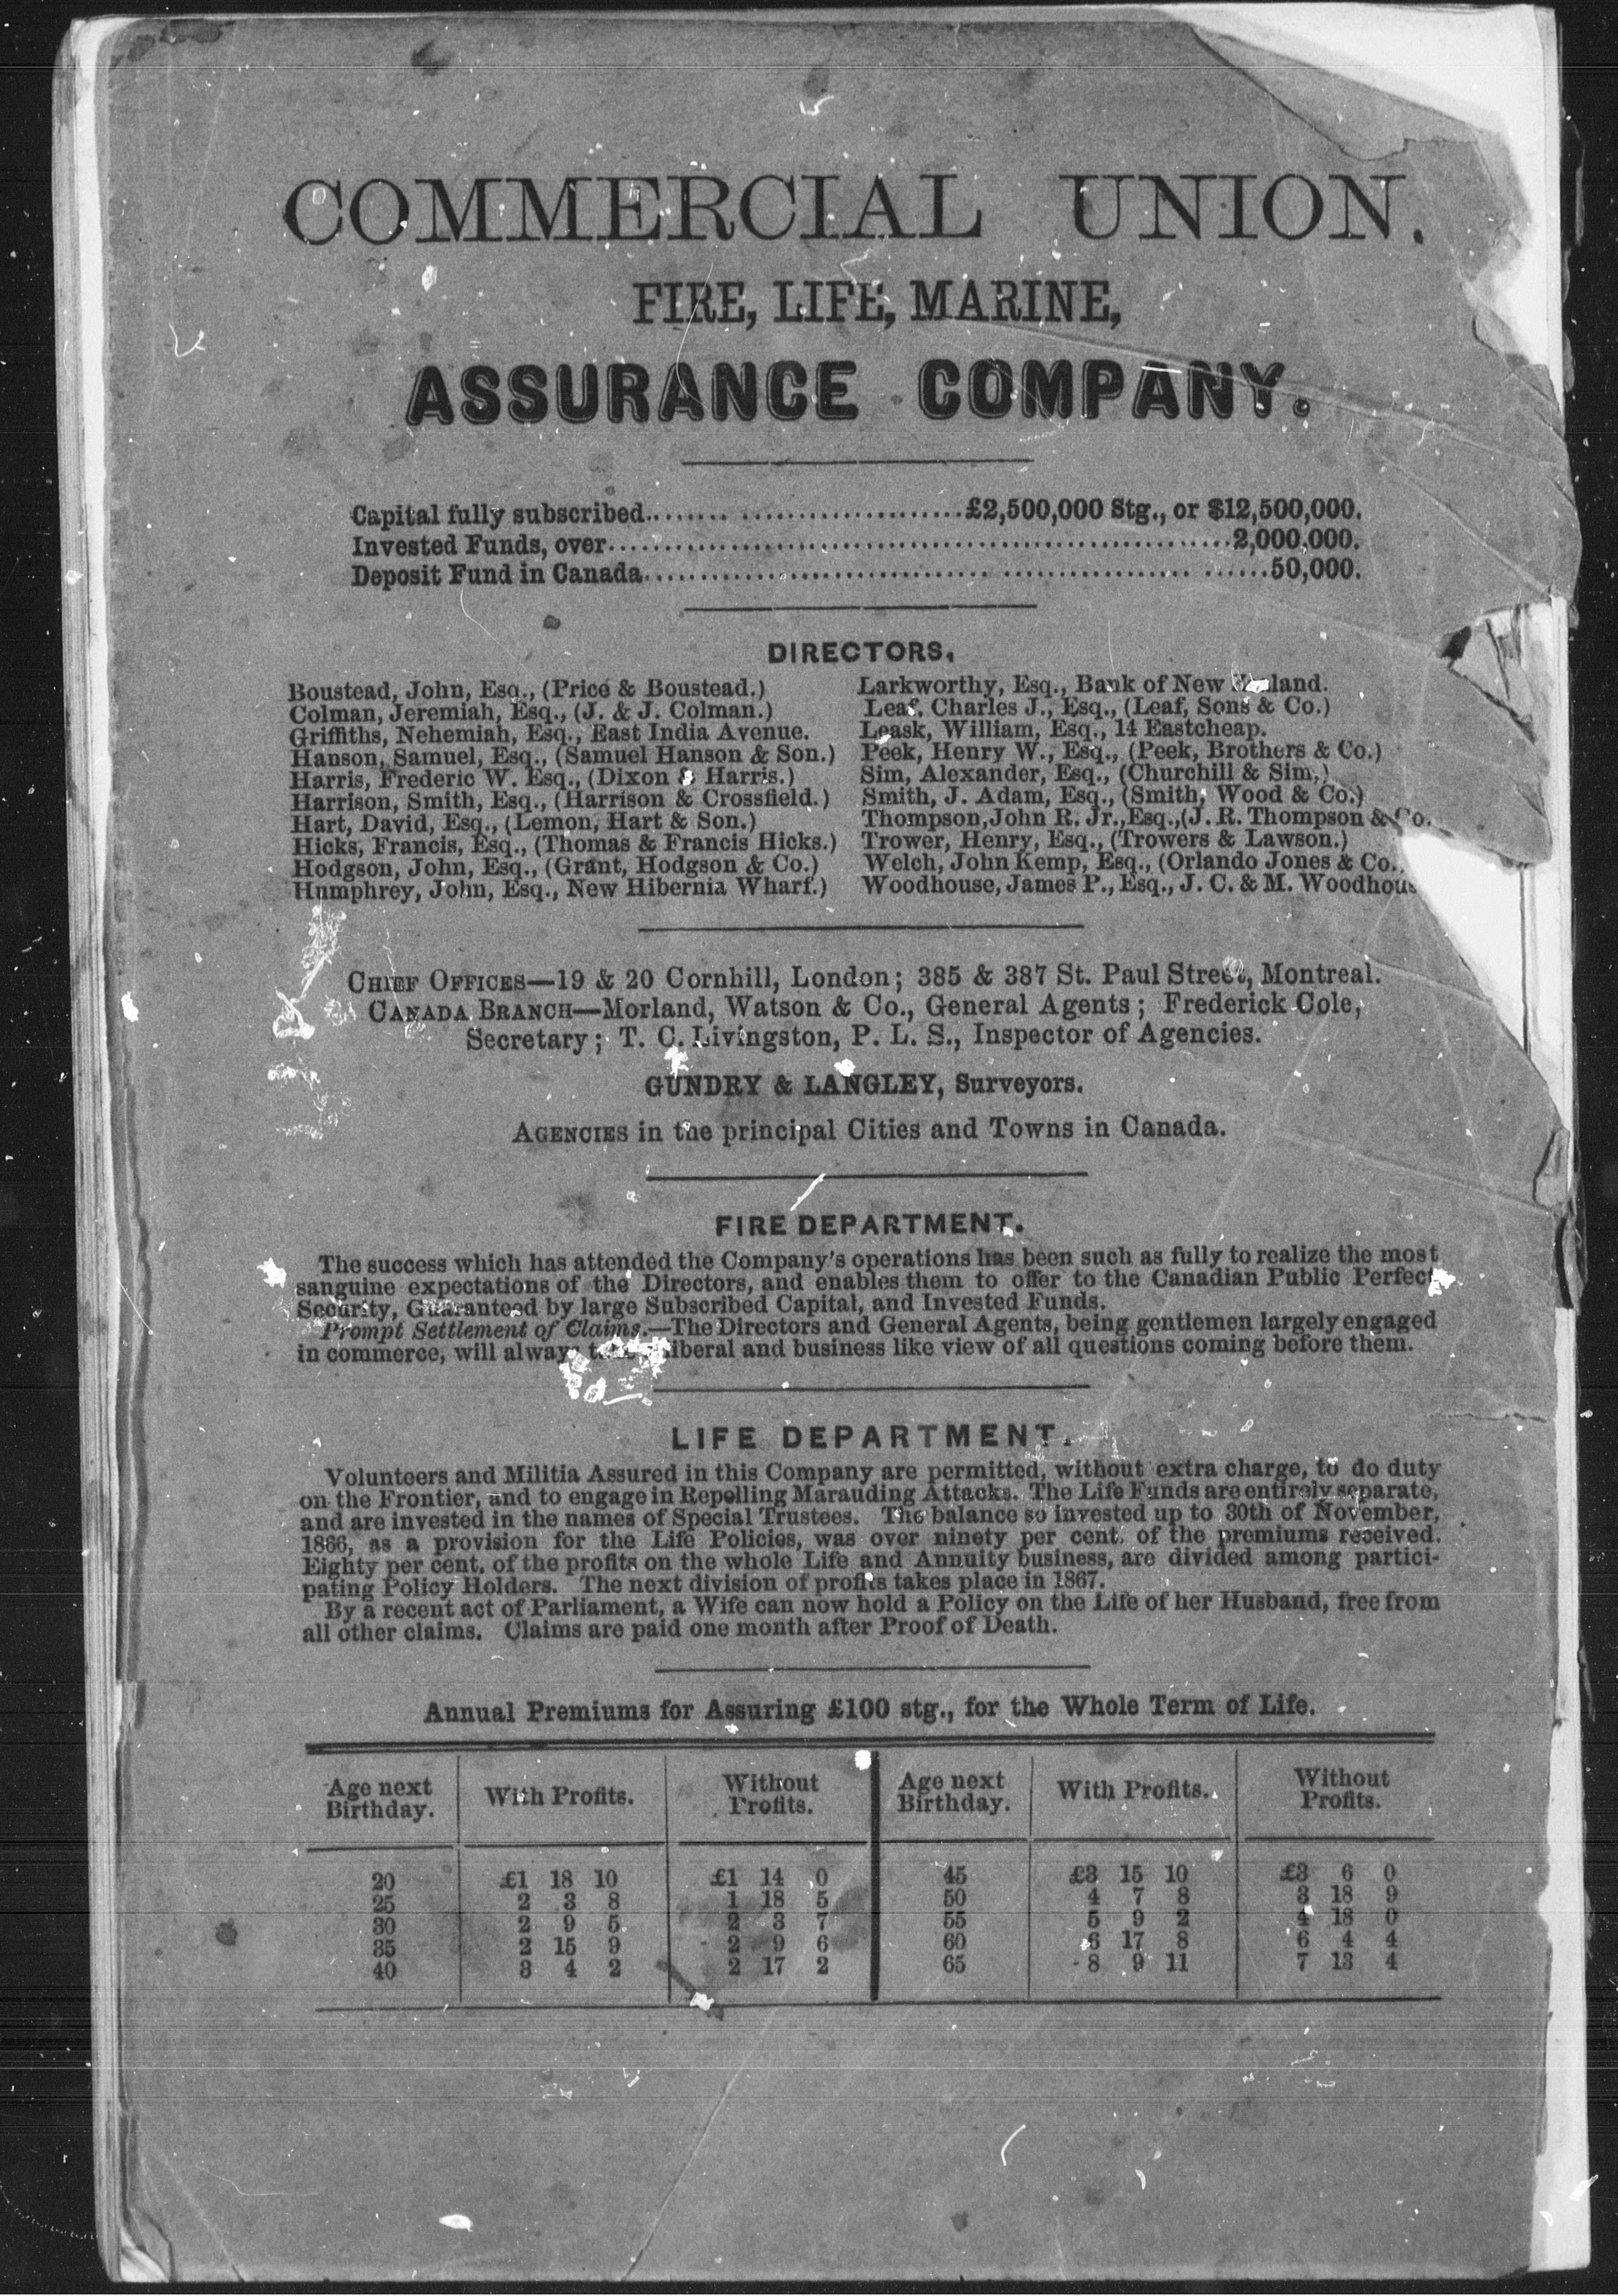 COMMERCIAL UNION.
FIRE, LIFE, MARINE,
ASSURANCE COMPANY.
Capital fully subscribed........ ..............................£2,500,000 Stg., or $12,500,000.
Invested Funds, over..............................................................2,000,000.
Deposit Fund in Canada.................................. ................... .......50,000.
DIRECTORS.
Boustead, John, Esq., (Price & Boustead.)
Colman, Jeremiah, Esq., (J. & J. Colman.)
Griffiths, Nehemiah, Esq., East India Avenue.
Hanson, Samuel, Esq., (Samuel Hanson & Son.)
Harris, Frederic W. Esq., (Dixon & Harris.)
Harrison, Smith, Esq., (Harrison & Crossfield.)
Hart, David, Esq., (Lemon, Hart & Son.)
Hicks, Francis, Esq., (Thomas & Francis Hicks.)
Hodgson, John, Esq., (Grant, Hodgson & Co.)
Humphrey, John, Esq., New Hibernia Wharf.)
Larkworthy, Esq., Bank of New land.
Leaf, Charles J., Esq., (Leaf, Sons & Co.)
Leask, William, Esq., 14 Eastcheap.
Peek, Henry W., Esq., (Peek, Brothers & Co.)
Sim, Alexander, Esq., (Churchill & Sim,)
Smith, J. Adam, Esq., (Smith, Wood & Co.)
Thompson, John R. Jr., Esq.,(J. R. Thompson & Co.
Trower, Henry, Esq., (Trowers & Lawson.)
Welch, John Kemp, Esq., (Orlando Jones & Co.,
Woodhouse, James P., Esq., J. C. & M. Woodhous
CHIEF OFFICES—19 & 20 Cornhill, London; 385 & 387 St. Paul Street, Montreal.
CANADA BRANCH—Morland, Watson & Co., General Agents; Frederick Cole,
Secretary; T. C. Livingston, P. L. S., Inspector of Agencies.
GUNDRY & LANGLEY, Surveyors.
AGENCIES in the principal Cities and Towns in Canada.
FIRE DEPARTMENT.
The success which has attended the Company's operations has been such as fully to realize the most
sanguine expectations of the Directors, and enables them to offer to the Canadian Public Perfect
Security, Guaranteed by large Subscribed Capital, and Invested Funds.
Prompt Settlement of Claims.—The Directors and General Agents, being gentlemen largely engaged
in commerce, will always liberal and business like view of all questions coming before them.
LIFE DEPARTMENT.
Volunteers and Militia Assured in this Company are permitted, without extra charge, to do duty
on the Frontier, and to engage in Repelling Marauding Attacks. The Life Funds are entirely separate,
and are invested in the names of Special Trustees. The balance so invested up to 30th of November,
1866, as a provision for the Life Policies, was over ninety per cent. of the premiums received.
Eighty per cent. of the profits on the whole Life and Annuity business, are divided among partici-
pating Policy Holders. The next division of profits takes place in 1867.
By a recent act of Parliament, a Wife can now hold a Policy on the Life of her Husband, free from
all other claims. Claims are paid one month after Proof of Death.
Annual Premiums for Assuring £100 stg., for the Whole Term of Life.
Age next Birthday. With Profits. Without Profits. Age next Birthday. With Profits. Without Profits.
20 £1 18 10 £1 14 0 45 £3 15 10 £3 6 0
25 2 3 8 1 18 5 50 4 7 8 3 18 9
30 2 9 5 2 3 7 55 5 9 2 4 18 0
35 2 15 9 2 9 6 60 6 17 8 6 4 4
40 3 4 2 2 17 2 65 8 9 11 7 13 4